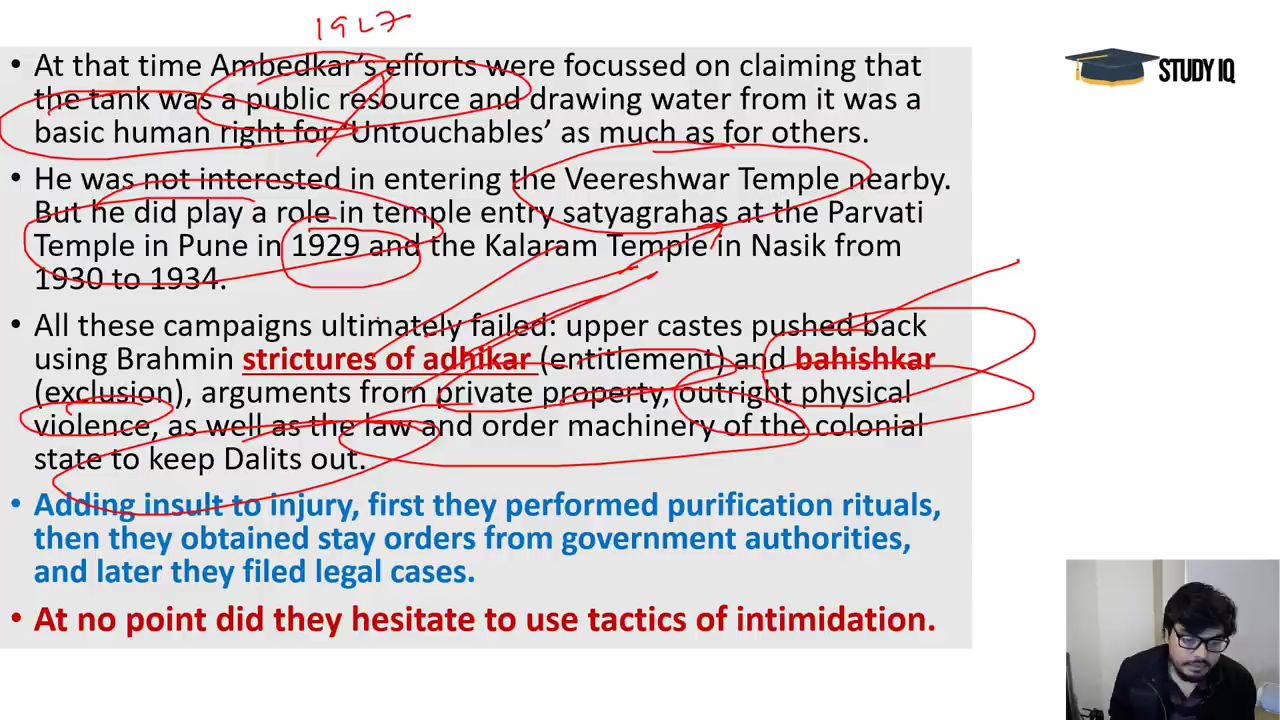 1927
• At that time Ambedkar's efforts were focussed on claiming that
the tank was a public resource and drawing water from it was a
basic human right for 'Untouchables' as much as for others.
STUDY IQ
• He was not interested in entering the Veereshwar Temple nearby.
But he did play a role in temple entry satyagrahas at the Parvati
Temple in Pune in 1929 and the Kalaram Temple in Nasik from
1930 to 1934.
• All these campaigns ultimately failed: upper castes pushed back
using Brahmin strictures of adhikar (entitlement) and bahishkar
(exclusion), arguments from private property, outright physical
violence, as well as the law and order machinery of the colonial
state to keep Dalits out.
• Adding insult to injury, first they performed purification rituals,
then they obtained stay orders from government authorities,
and later they filed legal cases.
• At no point did they hesitate to use tactics of intimidation.